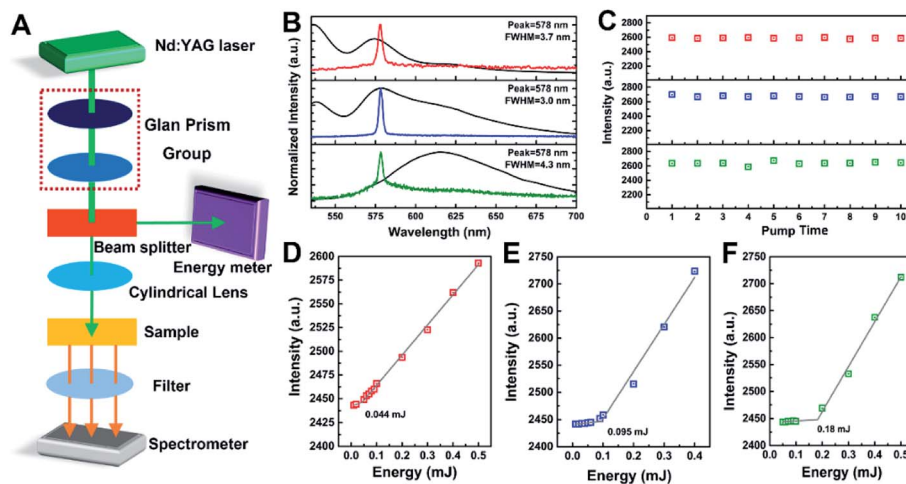 A
Nd:YAG laser
Glan Prism
Group
Beam splitter
Energy meter
Cylindrical Lens
Sample
Filter
Spectrometer
B
Normalized Intensity (a.u.)
Peak=578 nm
FWHM=3.7 nm
Peak=578 nm
FWHM=3.0 nm
Peak=578 nm
FWHM=4.3 nm
550 575 600 625 650 675 700
Wavelength (nm)
C
Intensity (a.u.)
2800
2600
2400
2200
2800
2600
2400
2200
2800
2600
2400
2200
0 1 2 3 4 5 6 7 8 9 10
Pump Time
D
Intensity (a.u.)
2600
2575
2550
2525
2500
2475
2450
2425
2400
0.044 mJ
0.0 0.1 0.2 0.3 0.4 0.5
Energy (mJ)
E
Intensity (a.u.)
2750
2700
2650
2600
2550
2500
2450
2400
0.095 mJ
0.0 0.1 0.2 0.3 0.4
Energy (mJ)
F
Intensity (a.u.)
2750
2700
2650
2600
2550
2500
2450
2400
0.18 mJ
0.0 0.1 0.2 0.3 0.4 0.5
Energy (mJ)